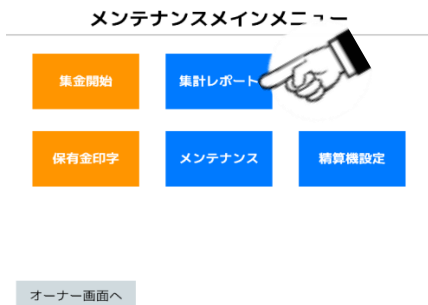 メンテナンスメインメニュー
集金開始
集計レポート
保有金印字
メンテナンス
精算機設定
オーナー画面へ